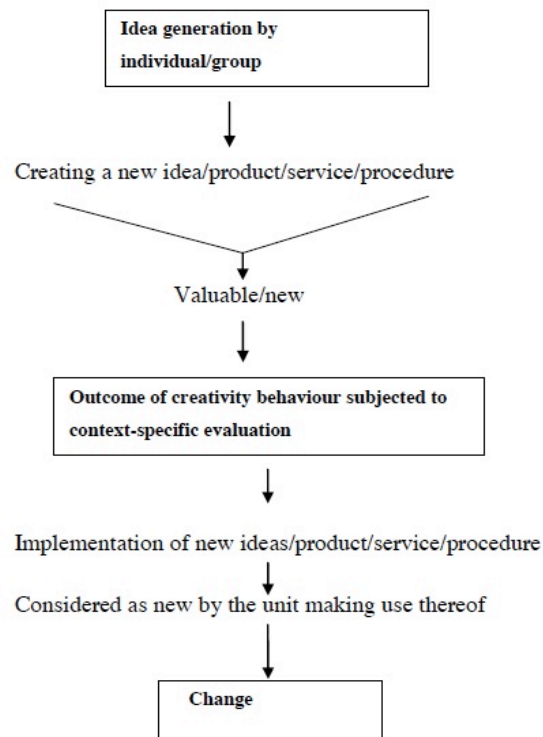 Idea generation by
individual/group
Creating a new idea/product/service/procedure
Valuable/new
Outcome of creativity behaviour subjected to
context-specific evaluation
Implementation of new ideas/product/service/procedure
Considered as new by the unit making use thereof
Change